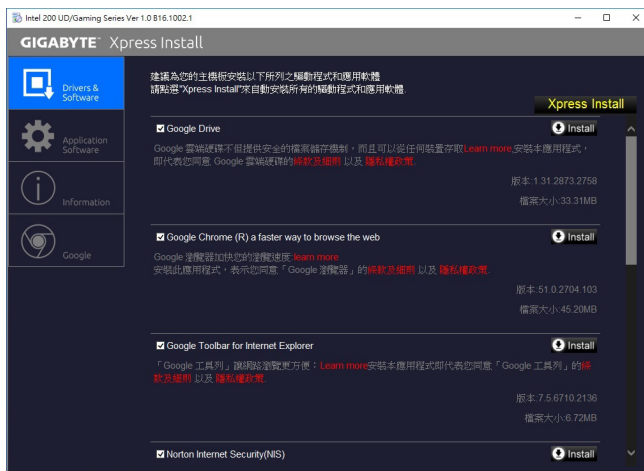 Intel 200 UD/Gaming Series Ver 1.0 B16.1002.1
GIGABYTE™ Xpress Install
Drivers & Software
Application Software
Information
Google
建議為您的主機板安裝以下所列之驅動程式和應用軟體
請點選"Xpress Install"來自動安裝所有的驅動程式和應用軟體.
Xpress Install
Google Drive
Install
Google 雲端硬碟不但提供安全的檔案儲存機制，而且可以從任何裝置存取Learn more.安裝本應用程式，
即代表您同意 Google 雲端硬碟的條款及細則 以及 隱私權政策.
版本:1.31.2873.2758
檔案大小:33.31MB
Google Chrome (R) a faster way to browse the web
Install
Google 瀏覽器加快您的瀏覽速度.learn more
安裝此應用程式，表示您同意「Google 瀏覽器」的條款及細則 以及 隱私權政策.
版本:51.0.2704.103
檔案大小:45.20MB
Google Toolbar for Internet Explorer
Install
「Google 工具列」讓網路瀏覽更方便：Learn more安裝本應用程式即代表您同意「Google 工具列」的條
款及細則 以及 隱私權政策.
版本:7.5.6710.2136
檔案大小:6.72MB
Norton Internet Security(NIS)
Install